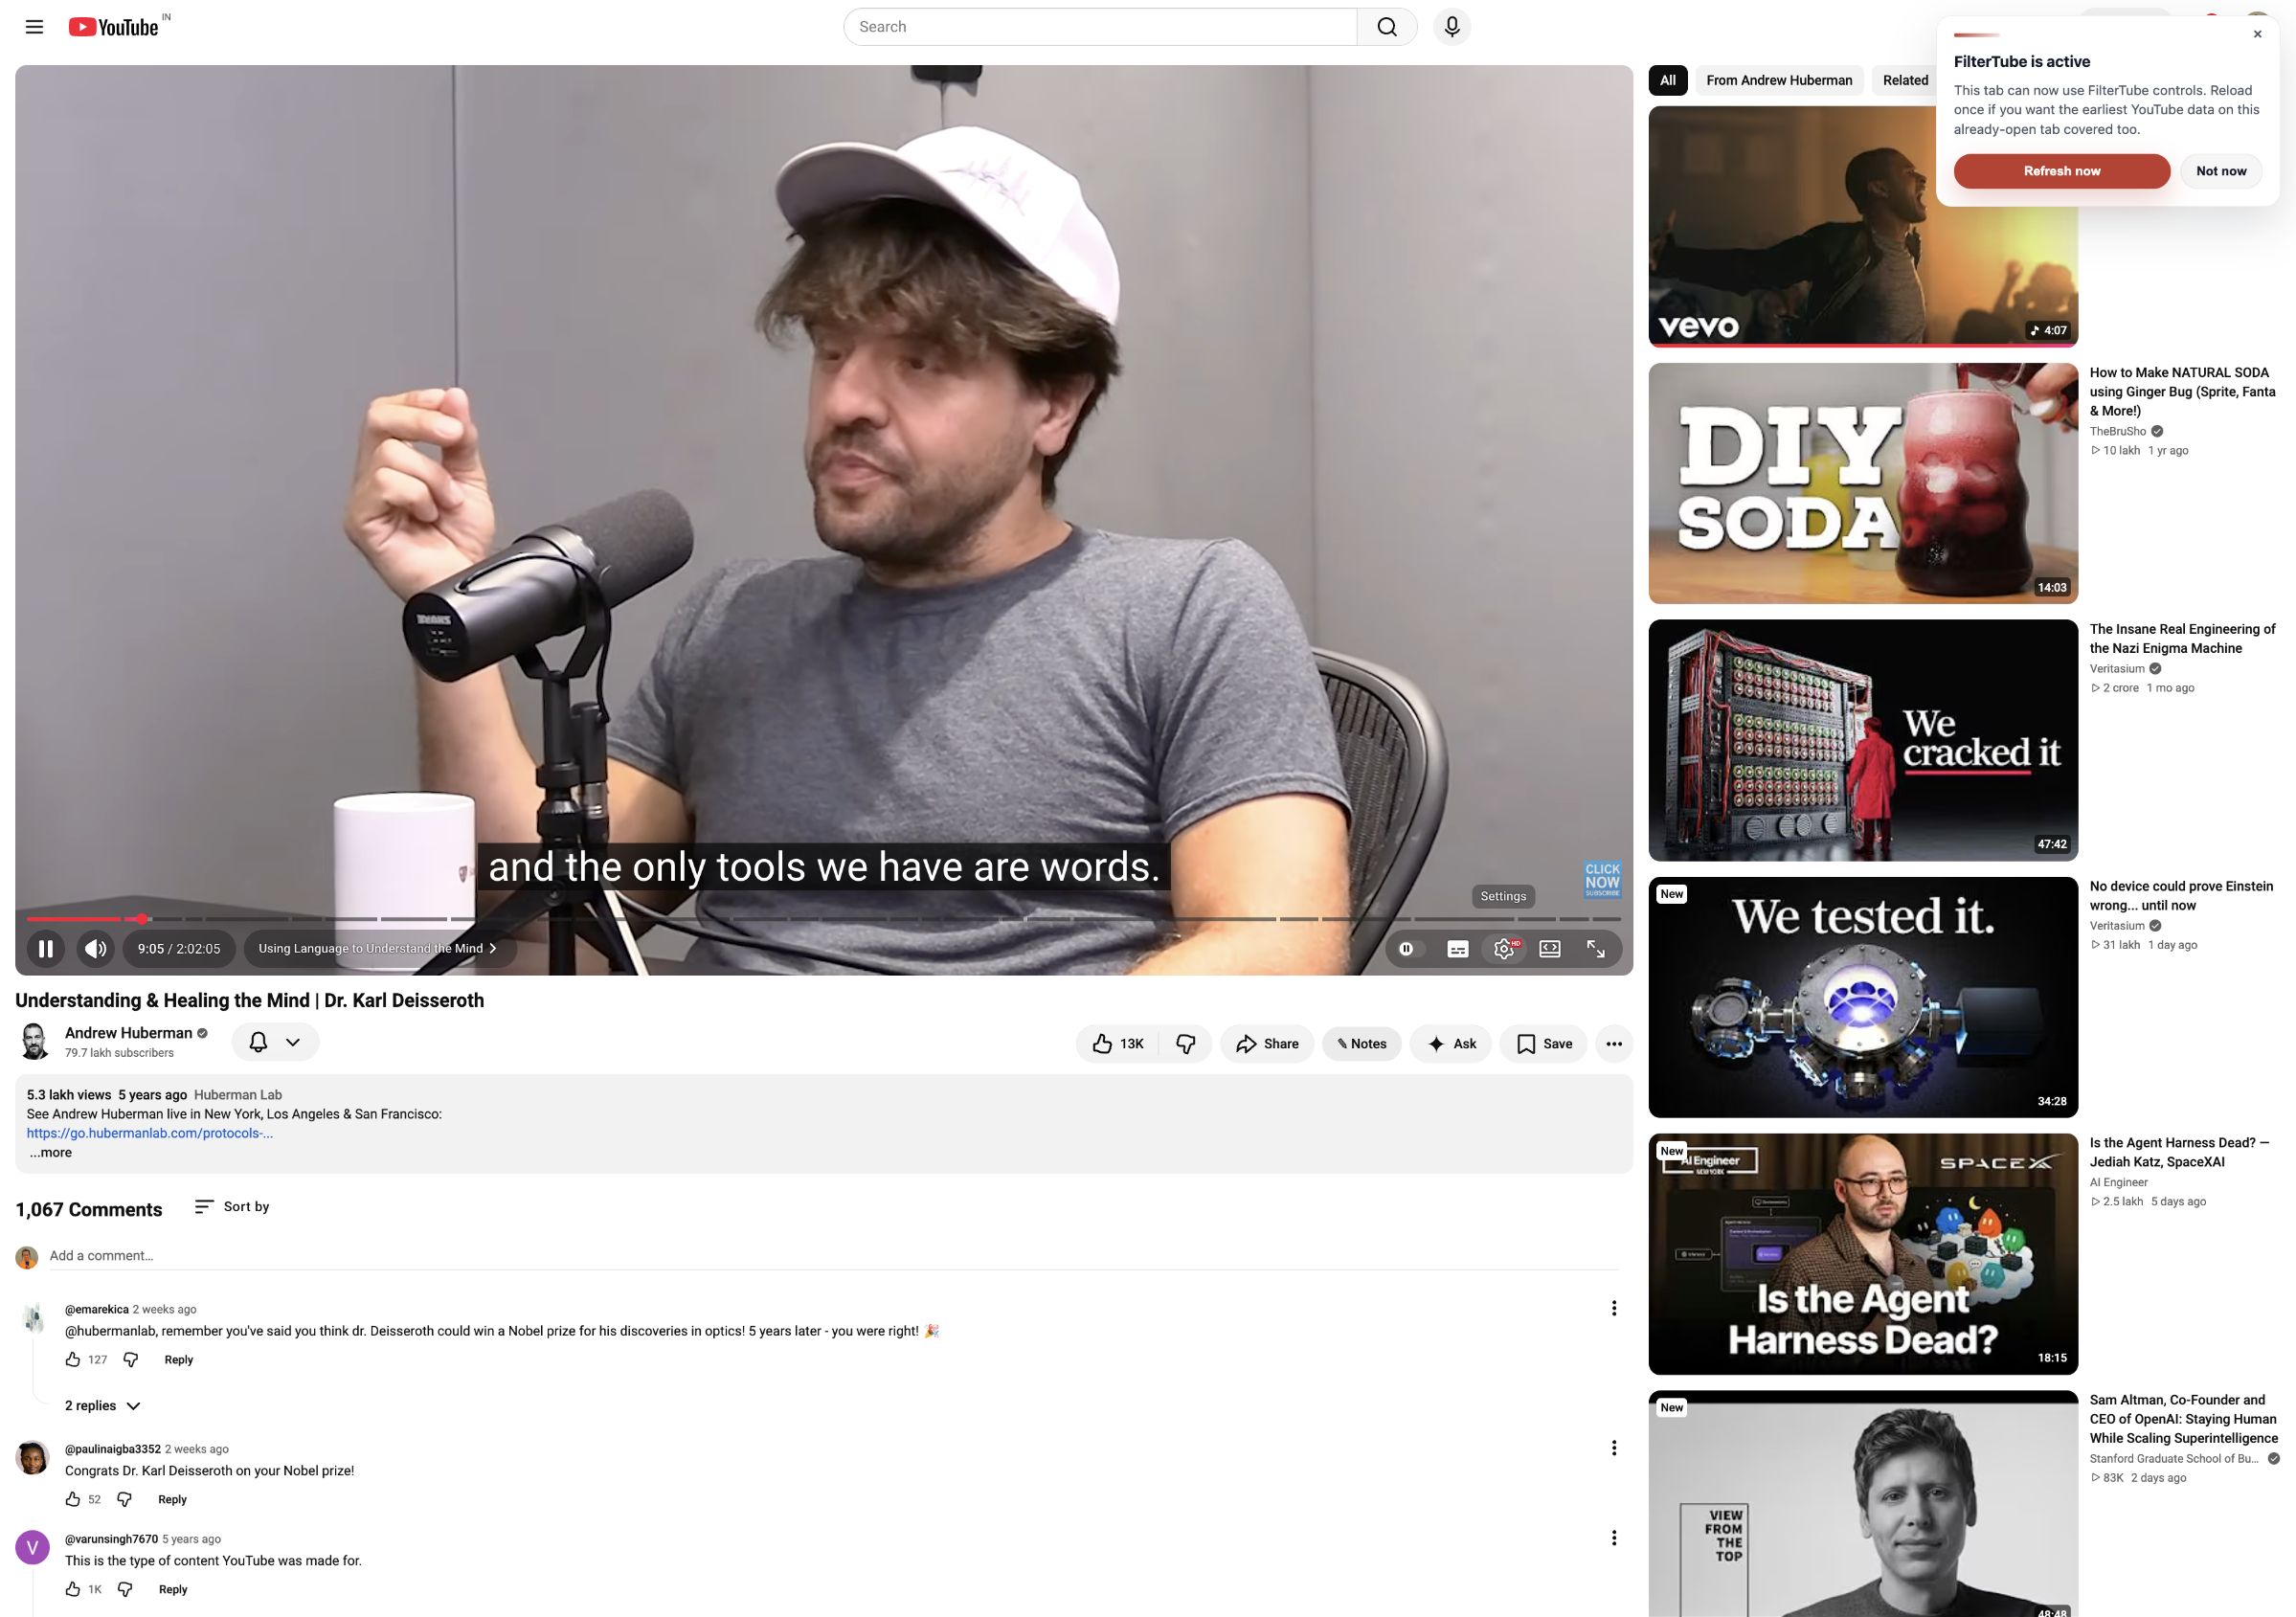 YouTube IN
Search
FilterTube is active
This tab can now use FilterTube controls. Reload
once if you want the earliest YouTube data on this
already-open tab covered too.
Refresh now
Not now
and the only tools we have are words.
CLICK
NOW
SUBSCRIBE
Settings
9:05 / 2:02:05
Using Language to Understand the Mind
HD
Understanding & Healing the Mind | Dr. Karl Deisseroth
Andrew Huberman
79.7 lakh subscribers
13K
Share
✎ Notes
Ask
Save
5.3 lakh views 5 years ago Huberman Lab
See Andrew Huberman live in New York, Los Angeles & San Francisco:
https://go.hubermanlab.com/protocols-...
...more
1,067 Comments
Sort by
Add a comment...
@emarekica 2 weeks ago
@hubermanlab, remember you've said you think dr. Deisseroth could win a Nobel prize for his discoveries in optics! 5 years later - you were right! 🎉
127
Reply
2 replies
@paulinaigba3352 2 weeks ago
Congrats Dr. Karl Deisseroth on your Nobel prize!
52
Reply
V
@varunsingh7670 5 years ago
This is the type of content YouTube was made for.
1K
Reply
All
From Andrew Huberman
Related
vevo
4:07
DIY
SODA
14:03
How to Make NATURAL SODA
using Ginger Bug (Sprite, Fanta
& More!)
TheBruSho
10 lakh 1 yr ago
We
cracked it
47:42
The Insane Real Engineering of
the Nazi Enigma Machine
Veritasium
2 crore 1 mo ago
New
We tested it.
34:28
No device could prove Einstein
wrong... until now
Veritasium
31 lakh 1 day ago
New
AI Engineer
NEW YORK
SPACEX
Is the Agent
Harness Dead?
18:15
Is the Agent Harness Dead? —
Jediah Katz, SpaceXAI
AI Engineer
2.5 lakh 5 days ago
New
VIEW
FROM
THE
TOP
48:48
Sam Altman, Co-Founder and
CEO of OpenAI: Staying Human
While Scaling Superintelligence
Stanford Graduate School of Bu...
83K 2 days ago